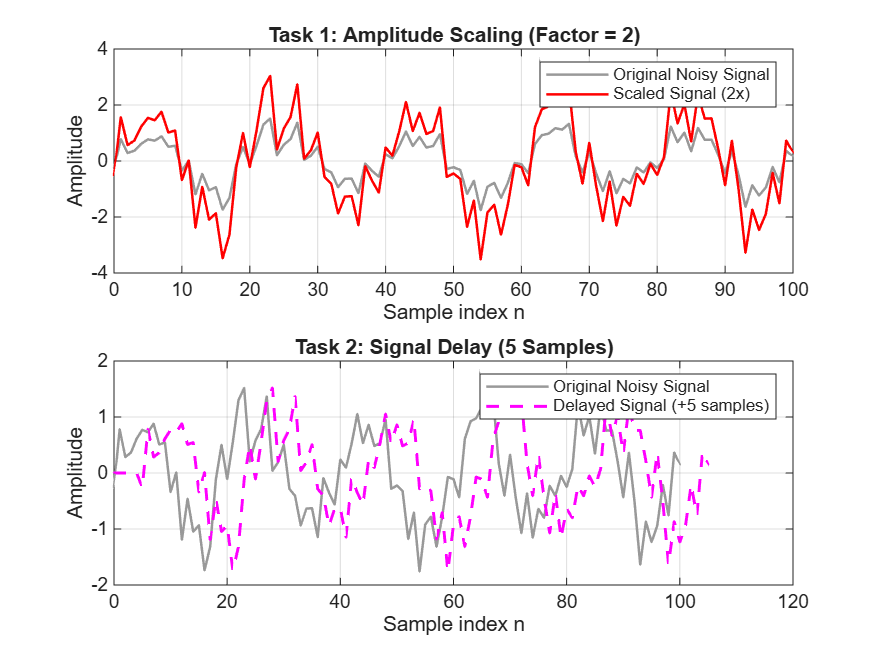 Task 1: Amplitude Scaling (Factor = 2)
4
2
0
-2
-4
Amplitude
Original Noisy Signal
Scaled Signal (2x)
0 10 20 30 40 50 60 70 80 90 100
Sample index n
Task 2: Signal Delay (5 Samples)
2
1
0
-1
-2
Amplitude
Original Noisy Signal
Delayed Signal (+5 samples)
0 20 40 60 80 100 120
Sample index n